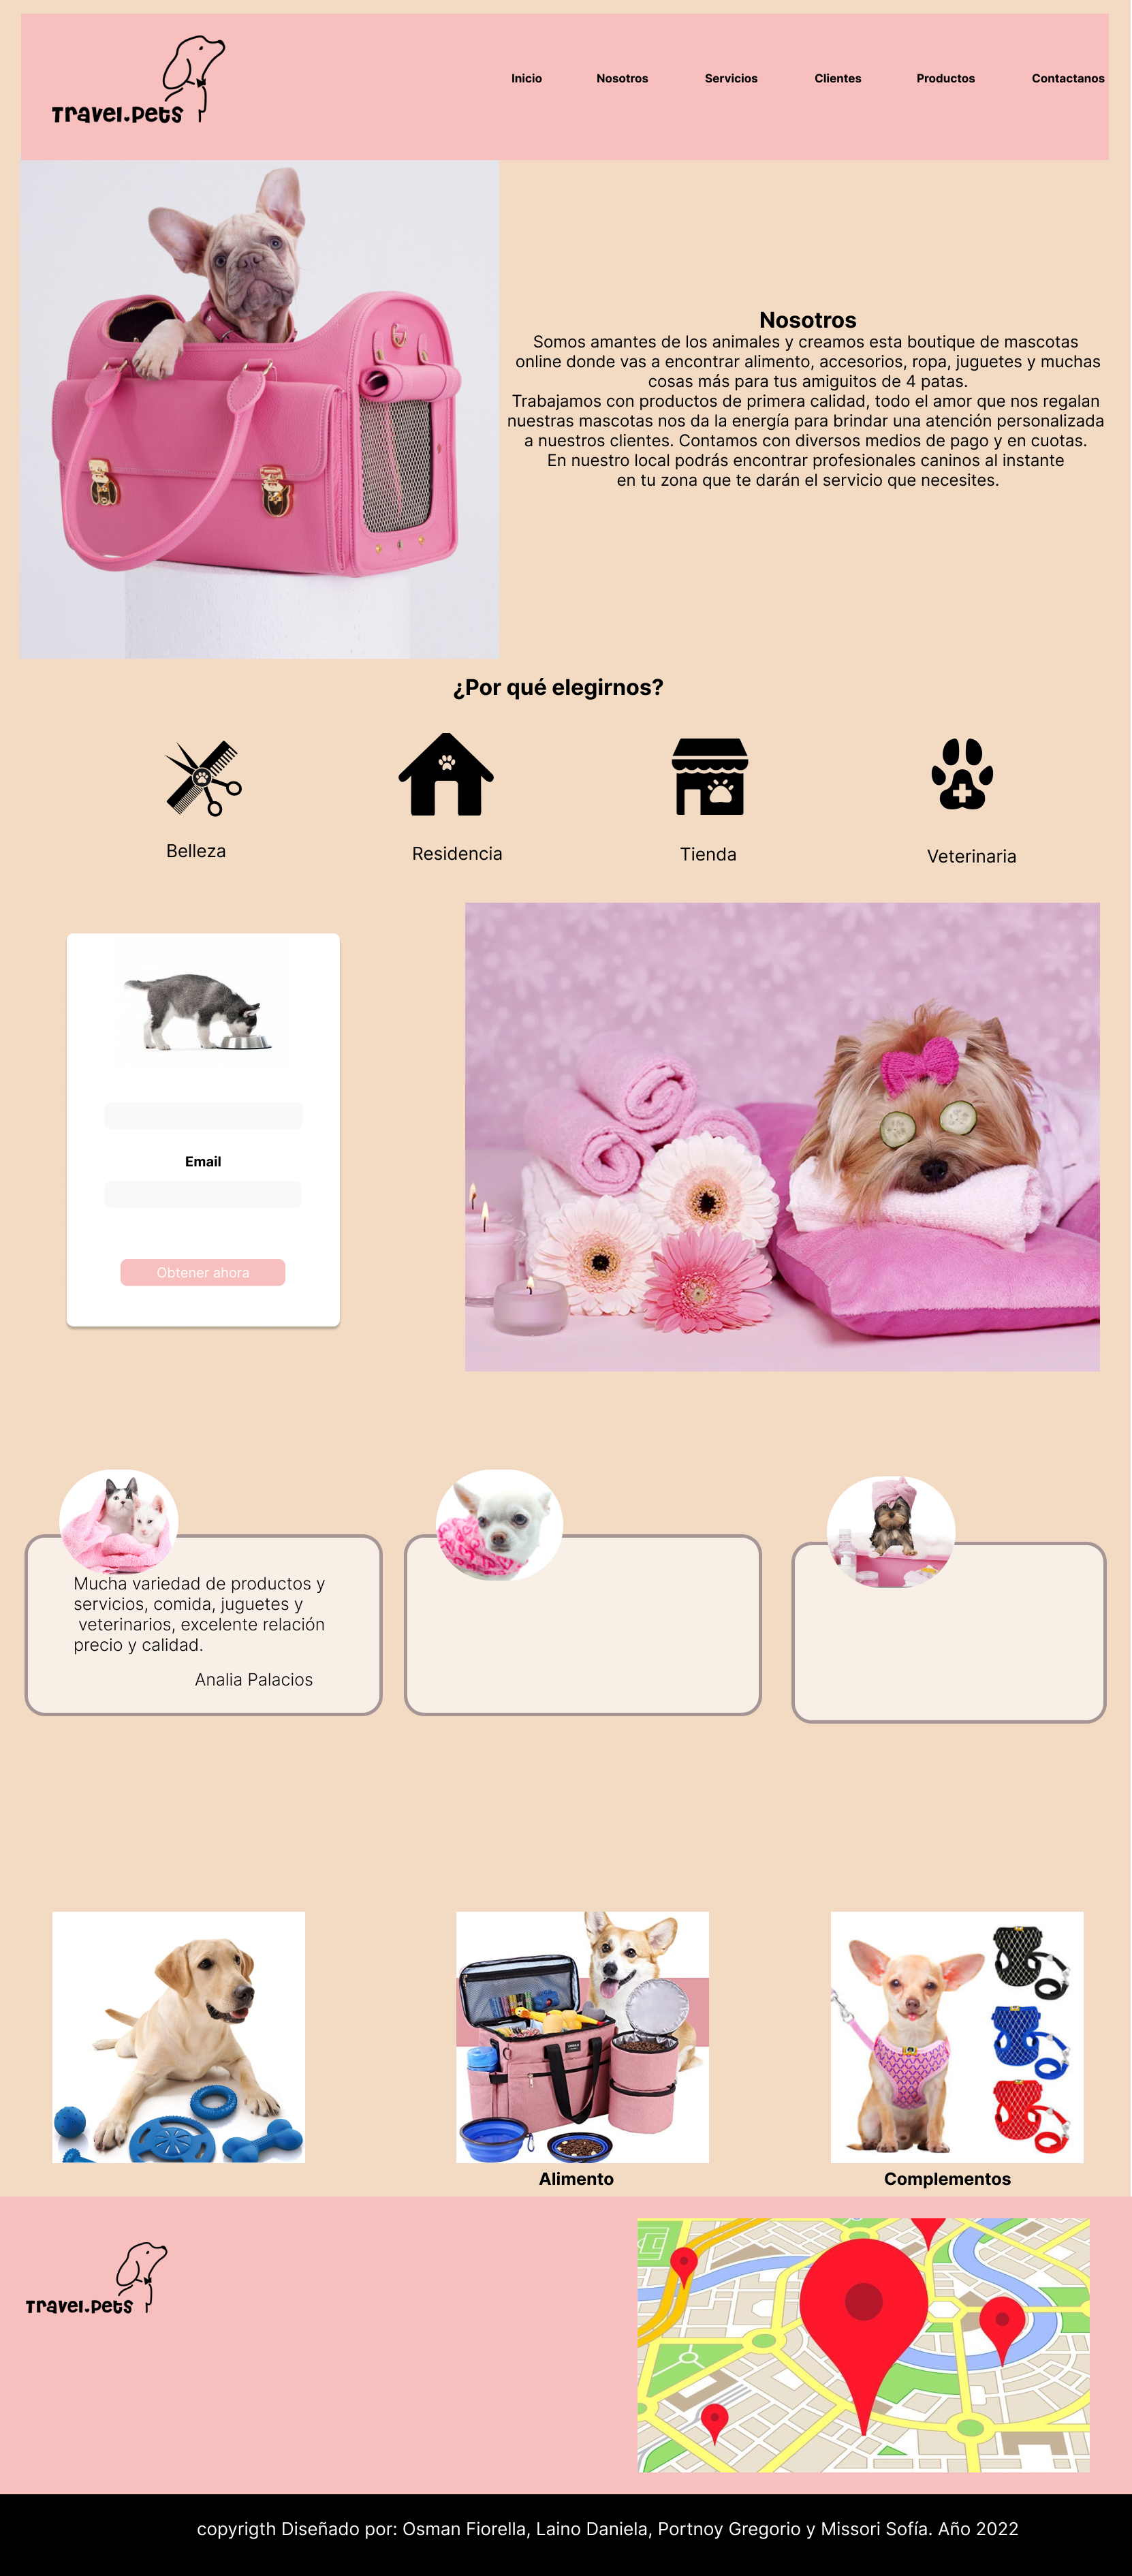 Travel.Pets
Inicio Nosotros Servicios Clientes Productos Contactanos
Nosotros
Somos amantes de los animales y creamos esta boutique de mascotas
online donde vas a encontrar alimento, accesorios, ropa, juguetes y muchas
cosas más para tus amiguitos de 4 patas.
Trabajamos con productos de primera calidad, todo el amor que nos regalan
nuestras mascotas nos da la energía para brindar una atención personalizada
a nuestros clientes. Contamos con diversos medios de pago y en cuotas.
En nuestro local podrás encontrar profesionales caninos al instante
en tu zona que te darán el servicio que necesites.
¿Por qué elegirnos?
Belleza
Residencia
Tienda
Veterinaria
Email
Obtener ahora
Mucha variedad de productos y
servicios, comida, juguetes y
veterinarios, excelente relación
precio y calidad.
Analia Palacios
Alimento
Complementos
Travel.Pets
copyrigth Diseñado por: Osman Fiorella, Laino Daniela, Portnoy Gregorio y Missori Sofía. Año 2022